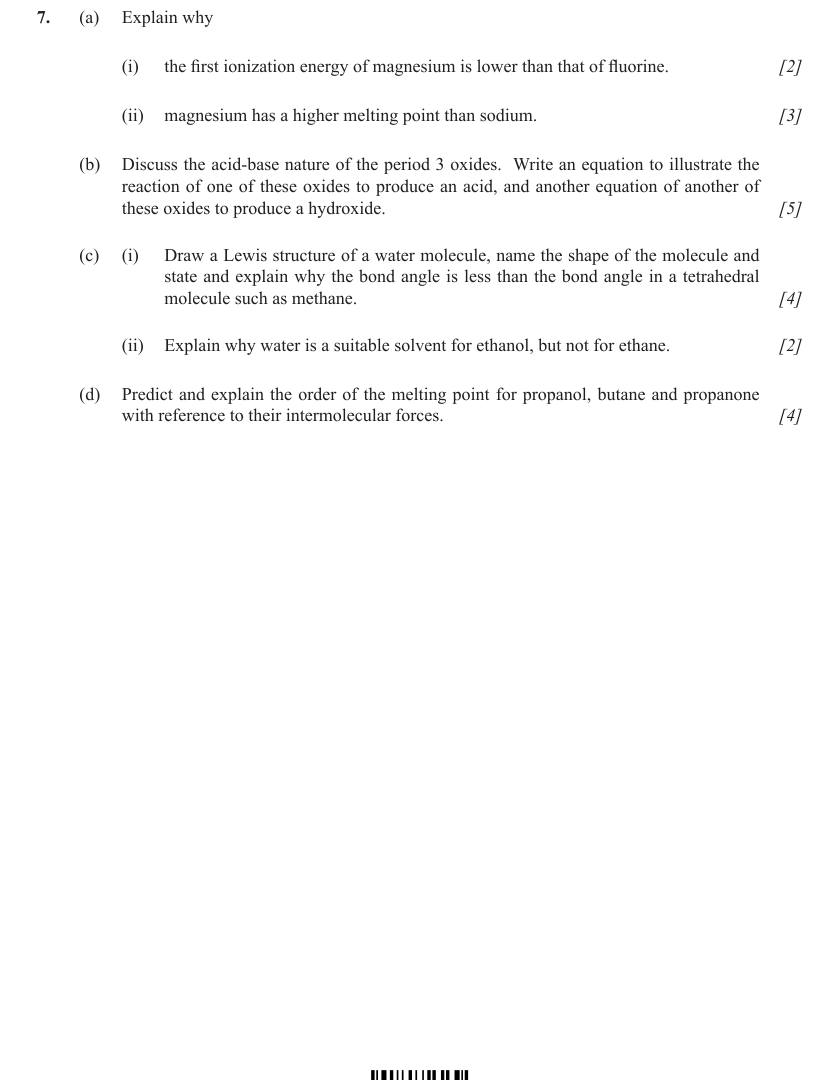 7. (a) Explain why
(i) the first ionization energy of magnesium is lower than that of fluorine. [2]
(ii) magnesium has a higher melting point than sodium. [3]
(b) Discuss the acid-base nature of the period 3 oxides. Write an equation to illustrate the
reaction of one of these oxides to produce an acid, and another equation of another of
these oxides to produce a hydroxide. [5]
(c) (i) Draw a Lewis structure of a water molecule, name the shape of the molecule and
state and explain why the bond angle is less than the bond angle in a tetrahedral
molecule such as methane. [4]
(ii) Explain why water is a suitable solvent for ethanol, but not for ethane. [2]
(d) Predict and explain the order of the melting point for propanol, butane and propanone
with reference to their intermolecular forces. [4]